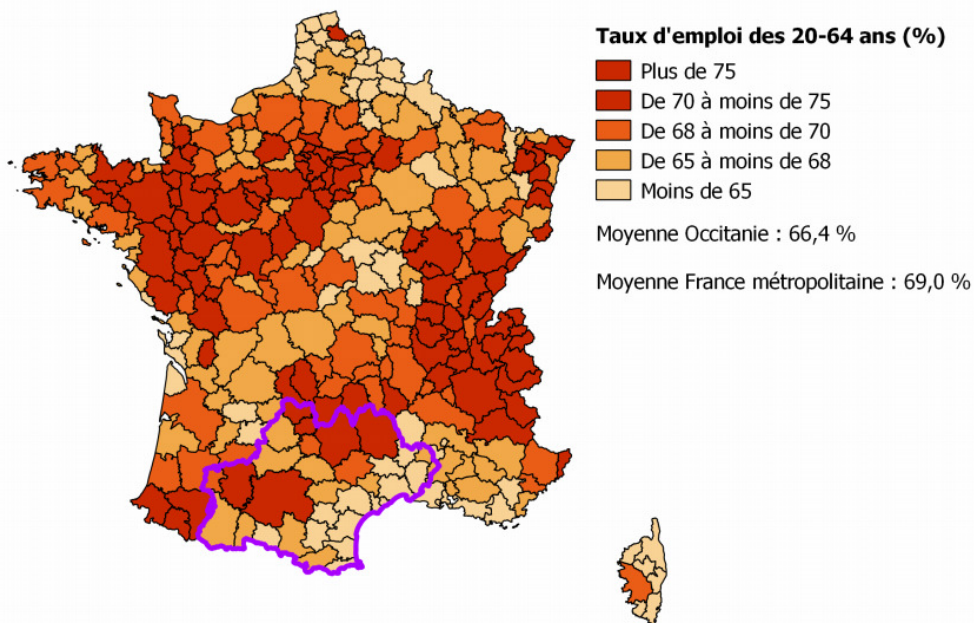 Taux d'emploi des 20-64 ans (%)
Plus de 75
De 70 à moins de 75
De 68 à moins de 70
De 65 à moins de 68
Moins de 65
Moyenne Occitanie : 66,4 %
Moyenne France métropolitaine : 69,0 %